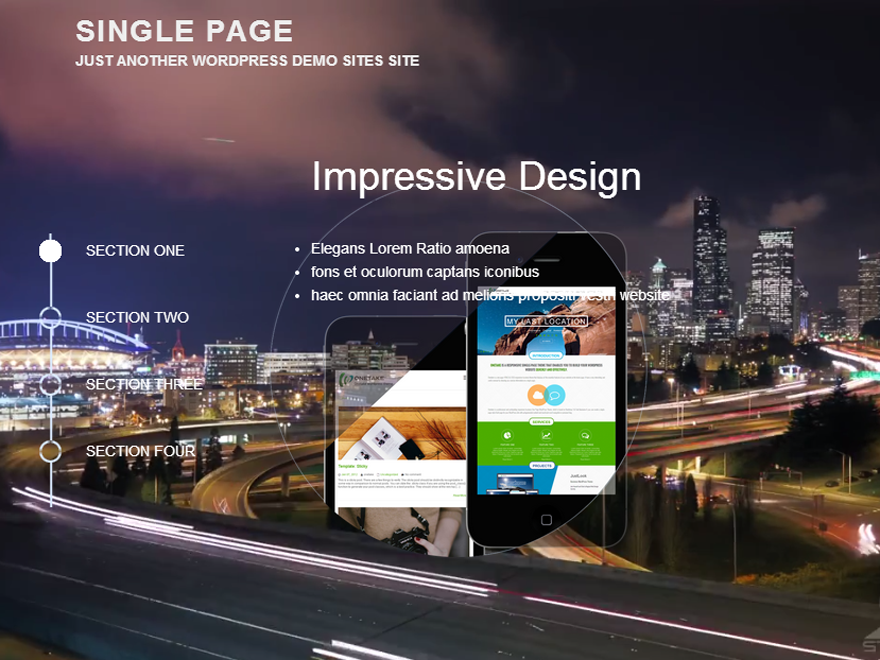 SINGLE PAGE
JUST ANOTHER WORDPRESS DEMO SITES SITE
Impressive Design
SECTION ONE
SECTION TWO
SECTION THREE
SECTION FOUR
• Elegans Lorem Ratio amoena
• fons et oculorum captans iconibus
• haec omnia faciant ad melioris propositi vestri website
MY LAST LOCATION
INTRODUCTION
SERVICES
PROJECTS